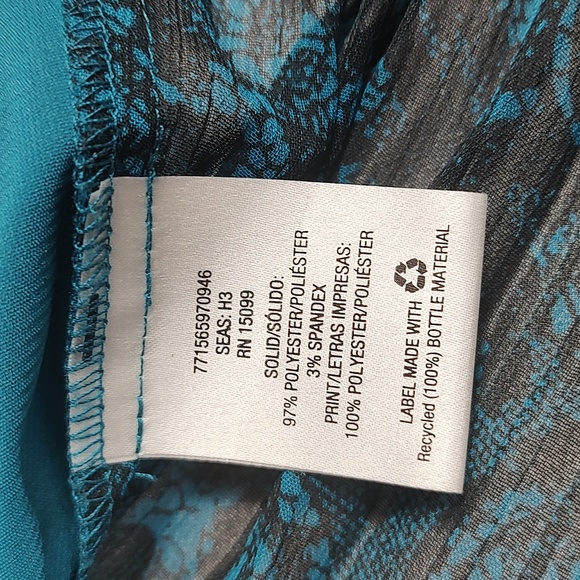 771565970946
SEAS: H3
RN 15099
SOLID/SÓLIDO:
97% POLYESTER/POLIÉSTER
3% SPANDEX
PRINT/LETRAS IMPRESAS:
100% POLYESTER/POLIÉSTER
LABEL MADE WITH
Recycled (100%) BOTTLE MATERIAL